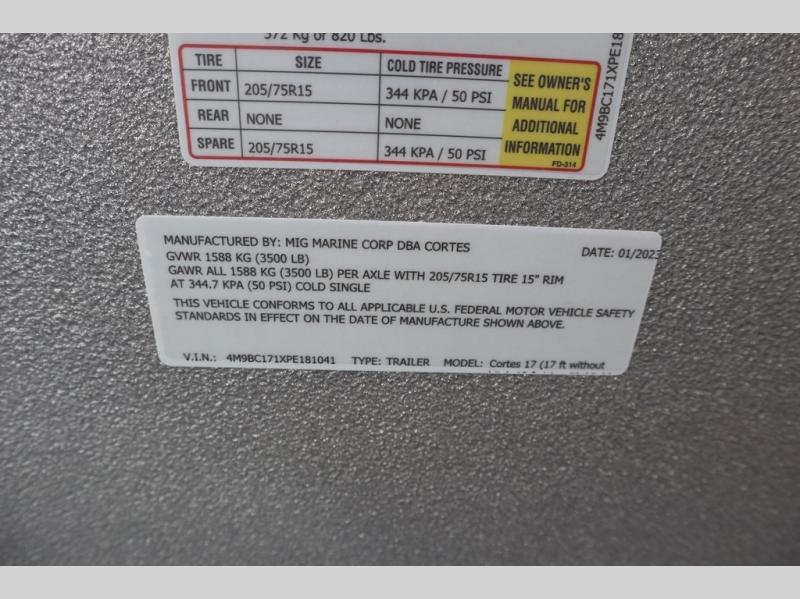 372 Kg or 820 Lbs.
TIRE SIZE COLD TIRE PRESSURE
FRONT 205/75R15 344 KPA / 50 PSI
REAR NONE NONE
SPARE 205/75R15 344 KPA / 50 PSI
SEE OWNER'S
MANUAL FOR
ADDITIONAL
INFORMATION
FD-314
4M9BC171XPE18
MANUFACTURED BY: MIG MARINE CORP DBA CORTES DATE: 01/2023
GVWR 1588 KG (3500 LB)
GAWR ALL 1588 KG (3500 LB) PER AXLE WITH 205/75R15 TIRE 15" RIM
AT 344.7 KPA (50 PSI) COLD SINGLE
THIS VEHICLE CONFORMS TO ALL APPLICABLE U.S. FEDERAL MOTOR VEHICLE SAFETY
STANDARDS IN EFFECT ON THE DATE OF MANUFACTURE SHOWN ABOVE.
V.I.N.: 4M9BC171XPE181041 TYPE: TRAILER MODEL: Cortes 17 (17 ft without